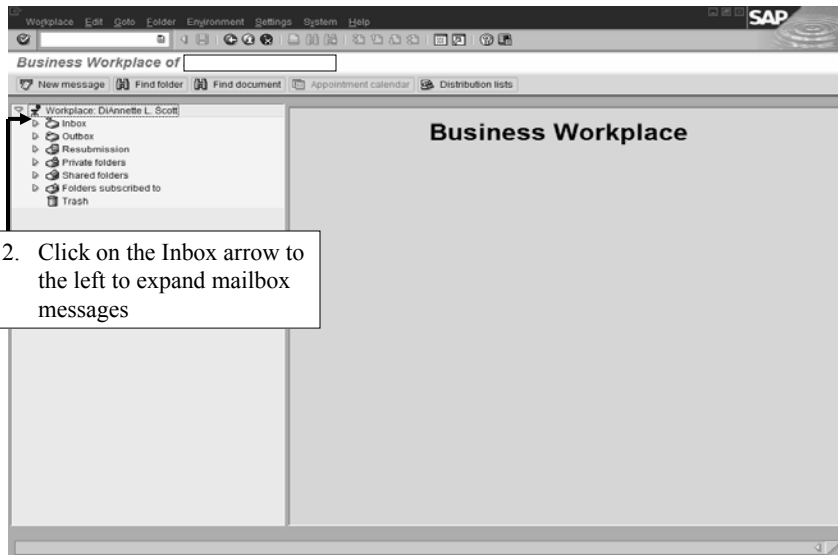 Workplace Edit Goto Folder Environment Settings System Help
SAP
Business Workplace of
New message Find folder Find document Appointment calendar Distribution lists
Workplace: DiAnnette L. Scott
Inbox
Outbox
Resubmission
Private folders
Shared folders
Folders subscribed to
Trash
Business Workplace
2. Click on the Inbox arrow to
the left to expand mailbox
messages